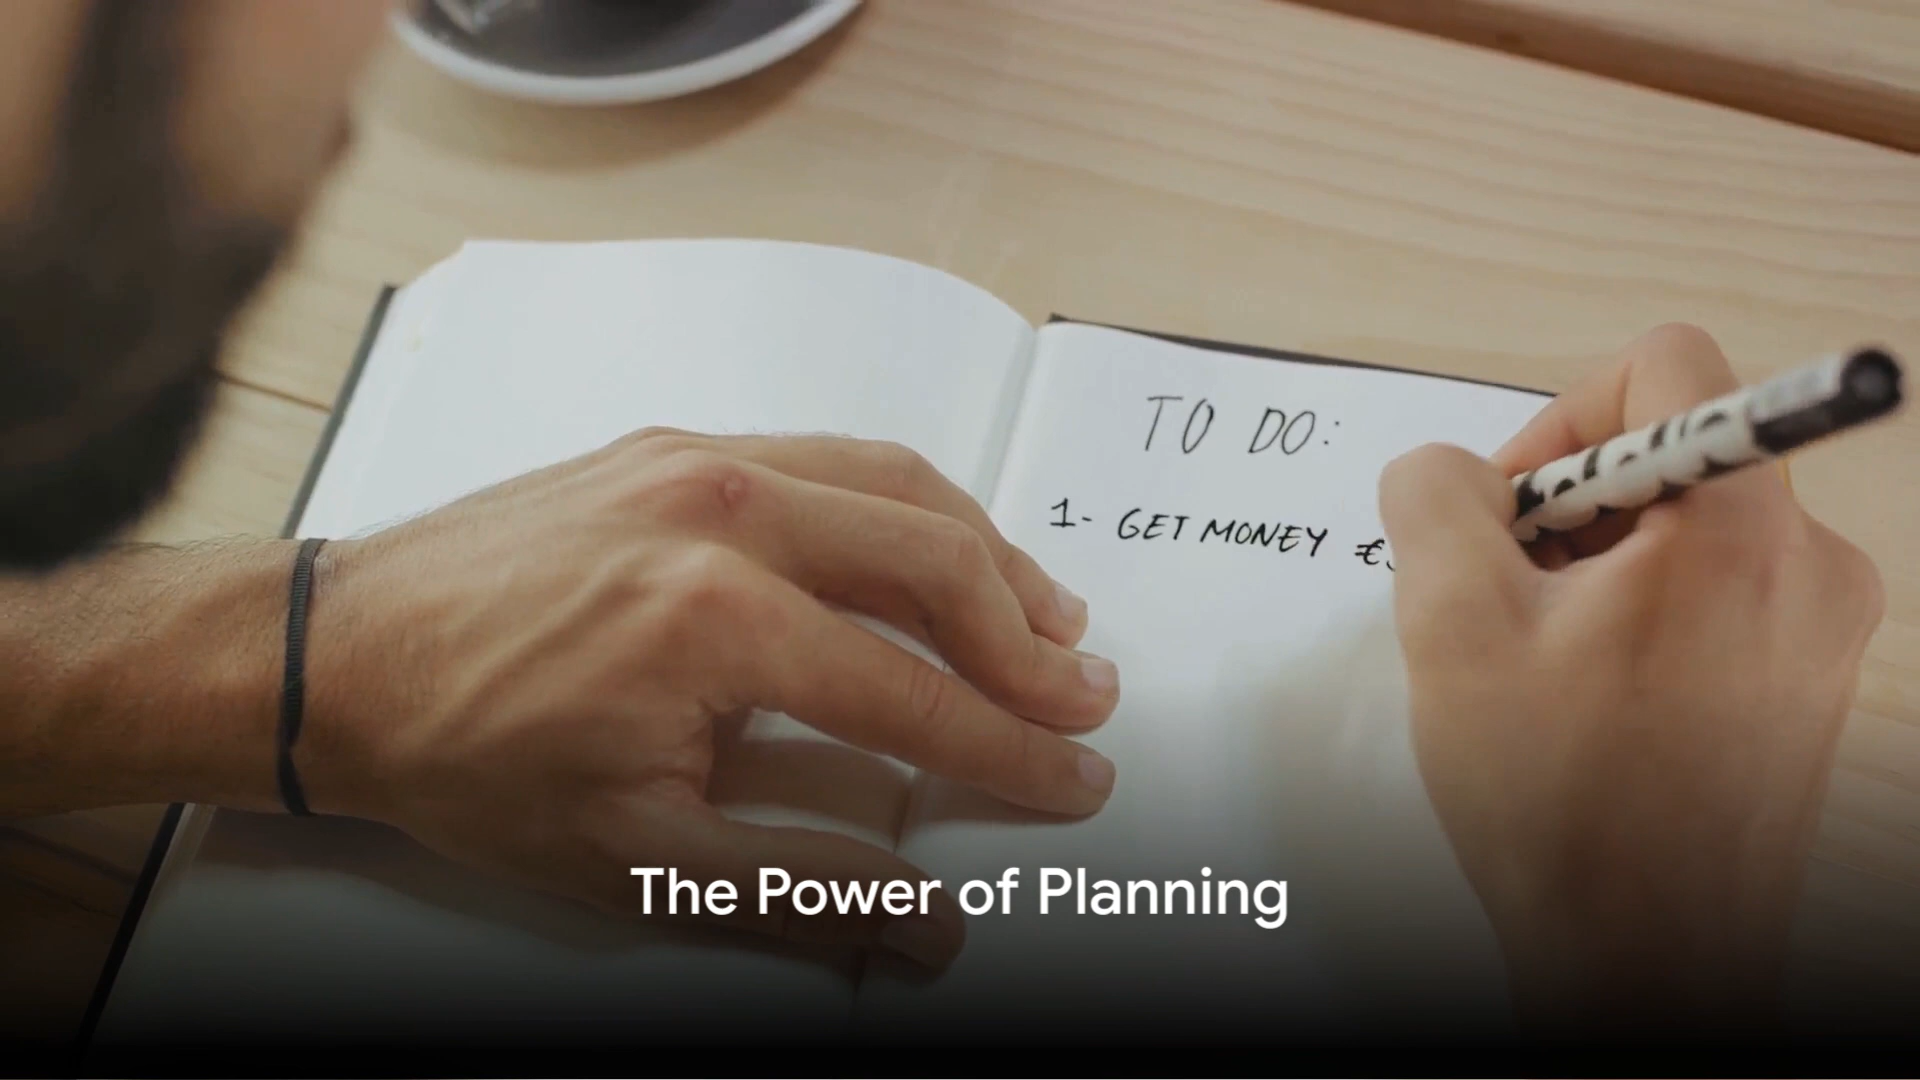 TO DO:
1- GET MONEY €
The Power of Planning